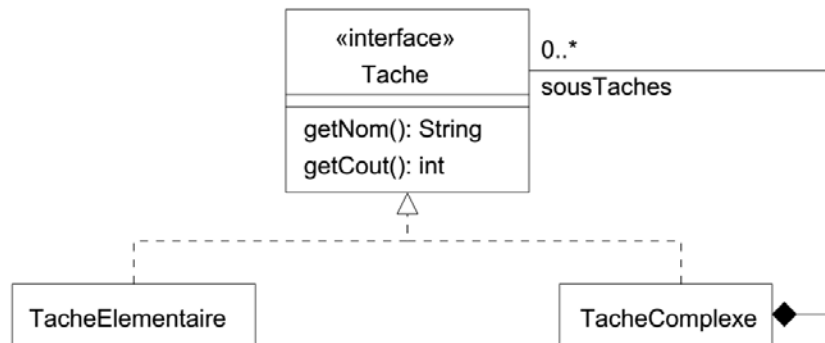 «interface»
Tache
0..*
sousTaches
getNom(): String
getCout(): int
TacheElementaire
TacheComplexe